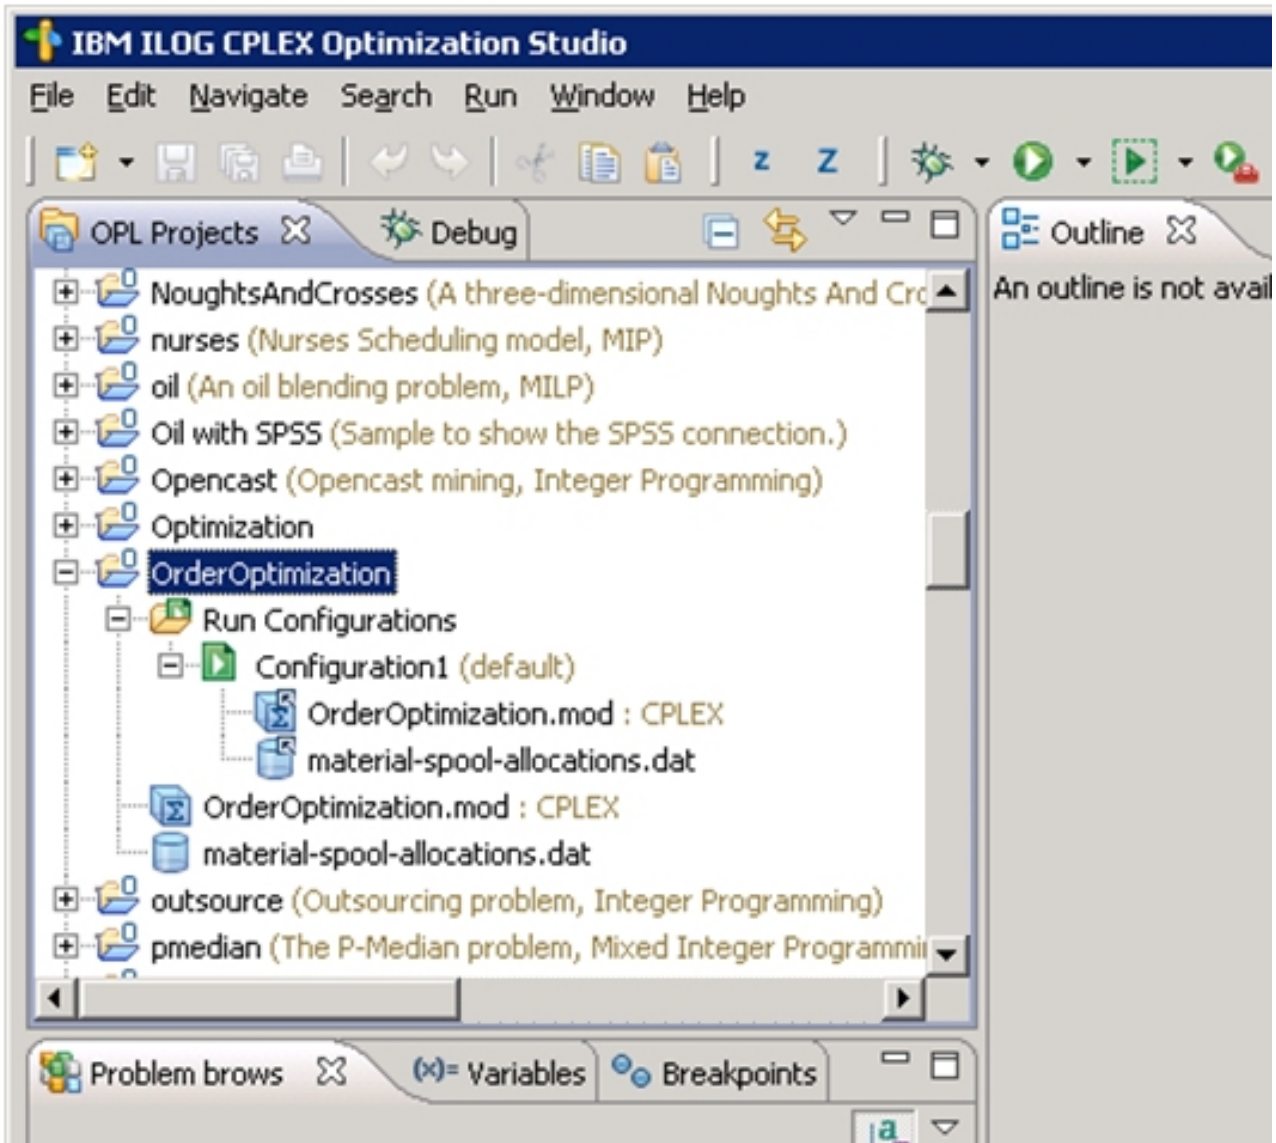 IBM ILOG CPLEX Optimization Studio
File Edit Navigate Search Run Window Help
z Z
OPL Projects Debug
Outline
NoughtsAndCrosses (A three-dimensional Noughts And Cro
An outline is not avail
nurses (Nurses Scheduling model, MIP)
oil (An oil blending problem, MILP)
Oil with SPSS (Sample to show the SPSS connection.)
Opencast (Opencast mining, Integer Programming)
Optimization
OrderOptimization
Run Configurations
Configuration1 (default)
OrderOptimization.mod : CPLEX
material-spool-allocations.dat
OrderOptimization.mod : CPLEX
material-spool-allocations.dat
outsource (Outsourcing problem, Integer Programming)
pmedian (The P-Median problem, Mixed Integer Programmin
Problem brows (x)= Variables Breakpoints
a